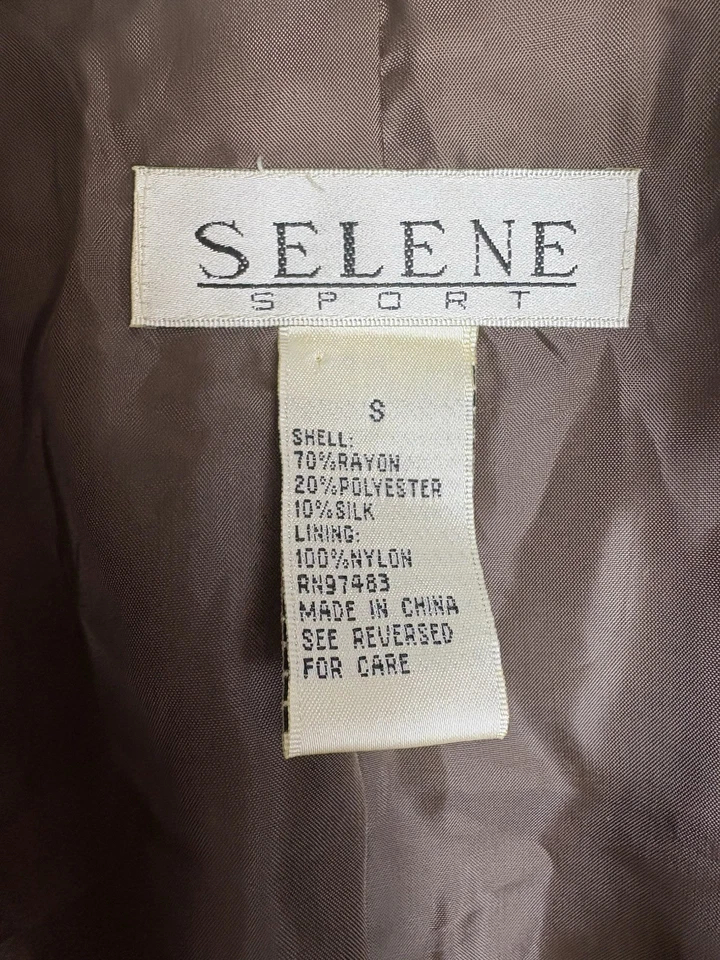 SELENE
SPORT
S
SHELL:
70%RAYON
20%POLYESTER
10%SILK
LINING:
100%NYLON
RN97483
MADE IN CHINA
SEE REVERSED
FOR CARE